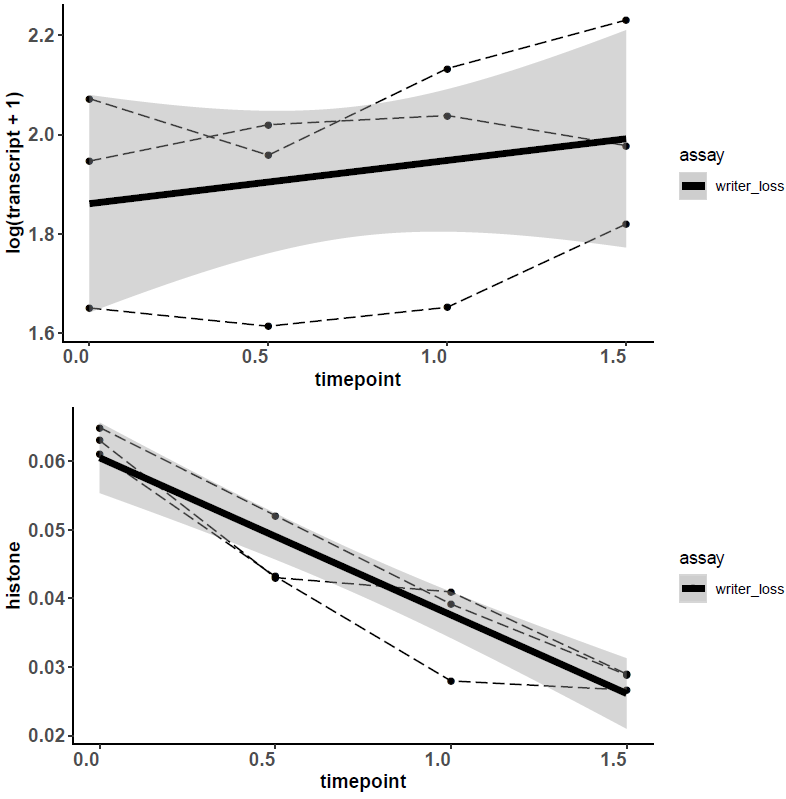 log(transcript + 1)
2.2
2.0
1.8
1.6
0.0 0.5 1.0 1.5
timepoint
assay
writer_loss
histone
0.06
0.05
0.04
0.03
0.02
0.0 0.5 1.0 1.5
timepoint
assay
writer_loss